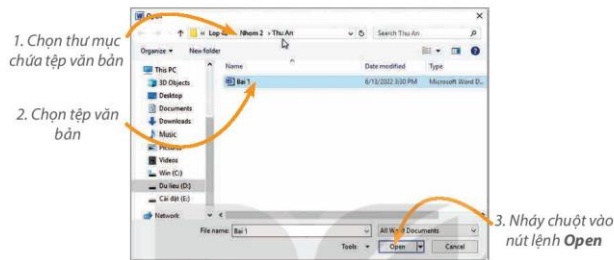 Open
1. Chọn thư mục
chứa tệp văn bản
Nhom 2 › Thu An
Search Thu An
Organize
New folder
Name
Date modified
Type
This PC
3D Objects
Desktop
Documents
Downloads
Music
Pictures
Videos
Win (C:)
Du lieu (D:)
Cài đặt (E:)
Network
Bai 1
6/13/2022 3:30 PM
Microsoft Word D...
2. Chọn tệp văn
bản
File name: Bai 1
All Word Documents
Tools
Open
Cancel
3. Nháy chuột vào
nút lệnh Open